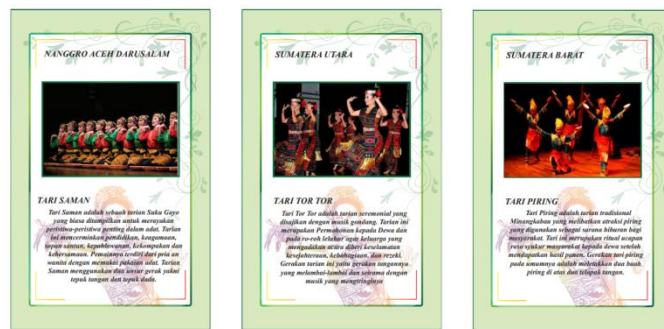 NANGGRO ACEH DARUSALAM
TARI SAMAN
Tari Saman adalah sebuah tarian Suku Gayo
yang biasa ditampilkan untuk merayakan
peristiwa-peristiwa penting dalam adat. Tarian
ini mencerminkan pendidikan, keagamaan,
sopan santun, kepahlawanan, kekompakan dan
kebersamaan. Pemainnya terdiri dari pria an
wanita dengan memakai pakaian adat. Tarian
Saman menggunakan dua unsur gerak yakni
tepuk tangan dan tepuk dada.
SUMATERA UTARA
TARI TOR TOR
Tari Tor Tor adalah tarian seremonial yang
disajikan dengan musik gondang. Tarian ini
merupakan Permohonan kepada Dewa dan
pada ro-roh leluhur agar keluarga yang
mengadakan acara diberi keselamatan
kesejahteraan, kebahagiaan, dan rezeki.
Gerakan tarian ini yaitu gerakan tangannya
yang melambai-lambai dan seirama dengan
musik yang mengiringinya
SUMATERA BARAT
TARI PIRING
Tari Piring adalah tarian tradisional
Minangkabau yang melibatkan atraksi piring
yang digunakan sebagai sarana hiburan bagi
masyarakat. Tari ini merupakan ritual ucapan
rasa syukur masyarakat kepada dewa setelah
mendapatkan hasil panen. Gerakan tari piring
pada umumnya adalah meletakkan dua buah
piring di atas dua telapak tangan.